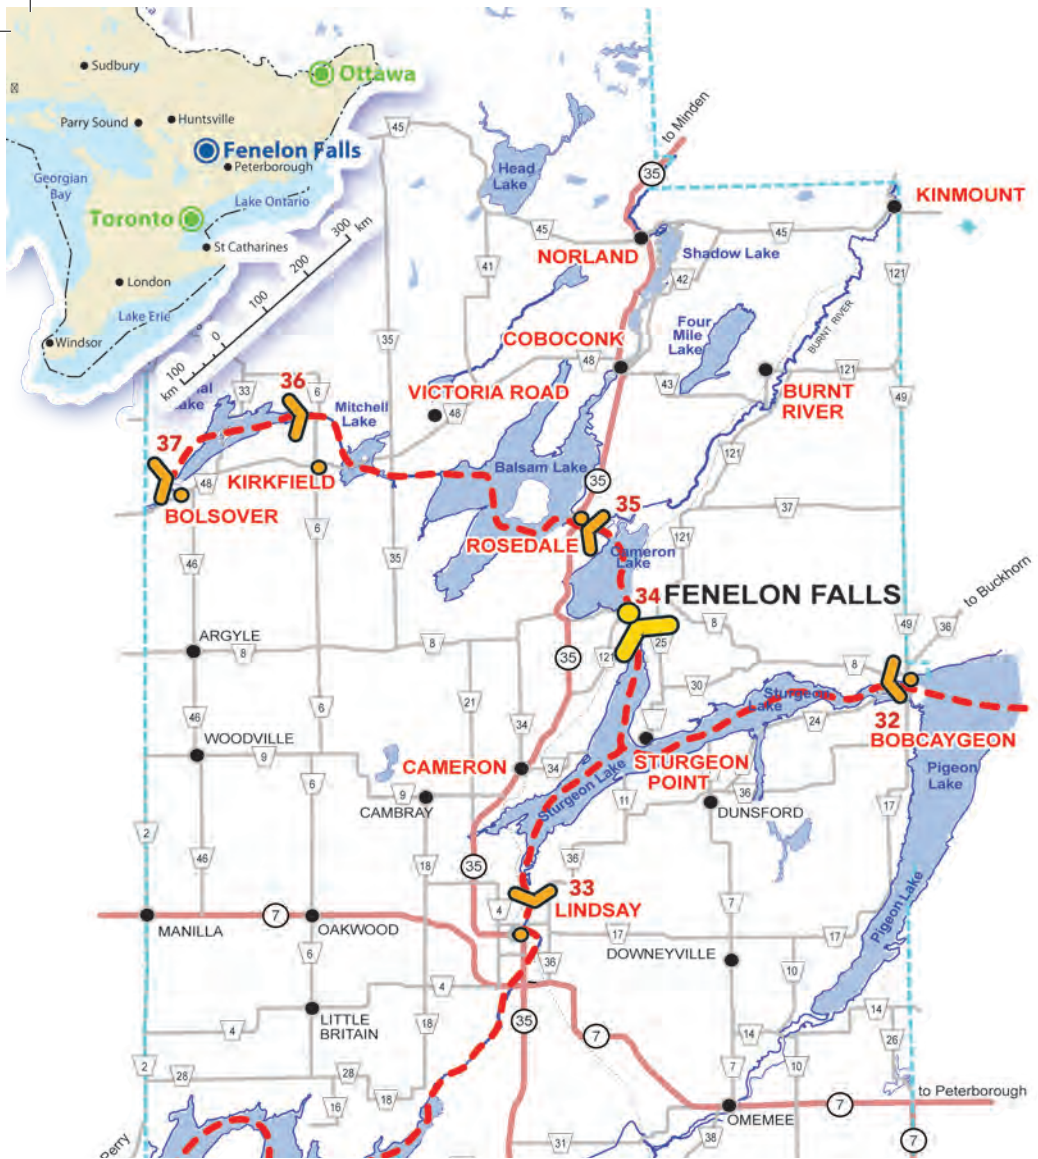 Sudbury
Ottawa
Parry Sound
Huntsville
Fenelon Falls
Peterborough
Georgian
Bay
Lake Ontario
Toronto
St Catharines
London
Lake Erie
Windsor
100
0
100
200
300
km
km
to Minden
45
35
Head
Lake
KINMOUNT
45
NORLAND
45
Shadow Lake
41
42
121
35
COBOCONK
Four
Mile
Lake
BURNT RIVER
48
43
121
36
33
6
Mitchell
Lake
VICTORIA ROAD
48
BURNT
RIVER
49
37
121
48
KIRKFIELD
Balsam Lake
35
BOLSOVER
35
37
6
ROSEDALE
Cameron
Lake
121
46
35
34
FENELON FALLS
to Buckhorn
ARGYLE
8
8
8
49
36
35
121
25
8
30
Sturgeon
Lake
32
BOBCAYGEON
21
34
46
6
24
WOODVILLE
9
CAMERON
34
STURGEON
POINT
Pigeon
Lake
6
9
CAMBRAY
Sturgeon Lake
11
36
DUNSFORD
17
2
46
18
35
36
33
LINDSAY
4
7
Pigeon Lake
MANILLA
7
OAKWOOD
17
DOWNEYVILLE
17
6
36
10
4
4
LITTLE
BRITAIN
18
35
7
14
14
26
2
28
28
7
10
16
18
to Peterborough
7
OMEMEE
31
38
7
Perry